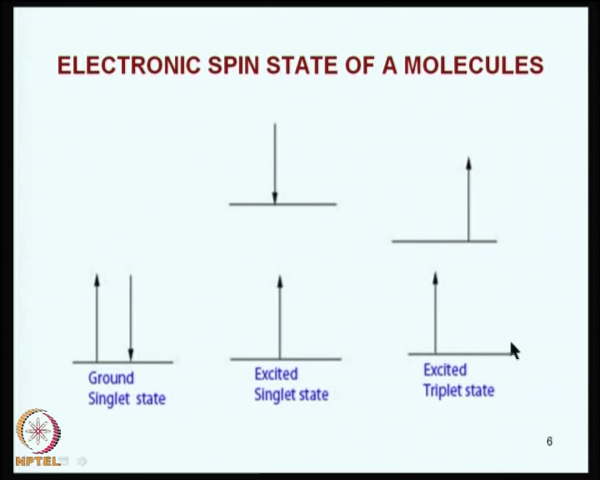 ELECTRONIC SPIN STATE OF A MOLECULES
Ground
Singlet state
Excited
Singlet state
Excited
Triplet state
6
NPTEL